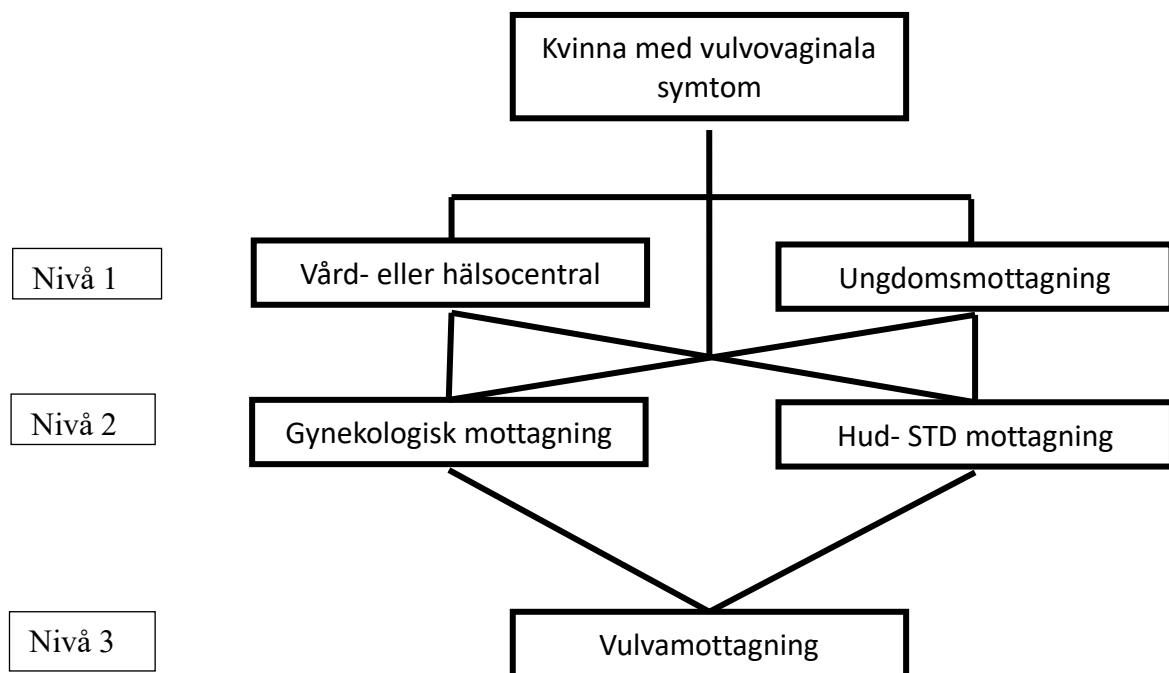 Kvinna med vulvovaginala
symtom
Nivå 1
Vård- eller hälsocentral
Ungdomsmottagning
Nivå 2
Gynekologisk mottagning
Hud- STD mottagning
Nivå 3
Vulvamottagning